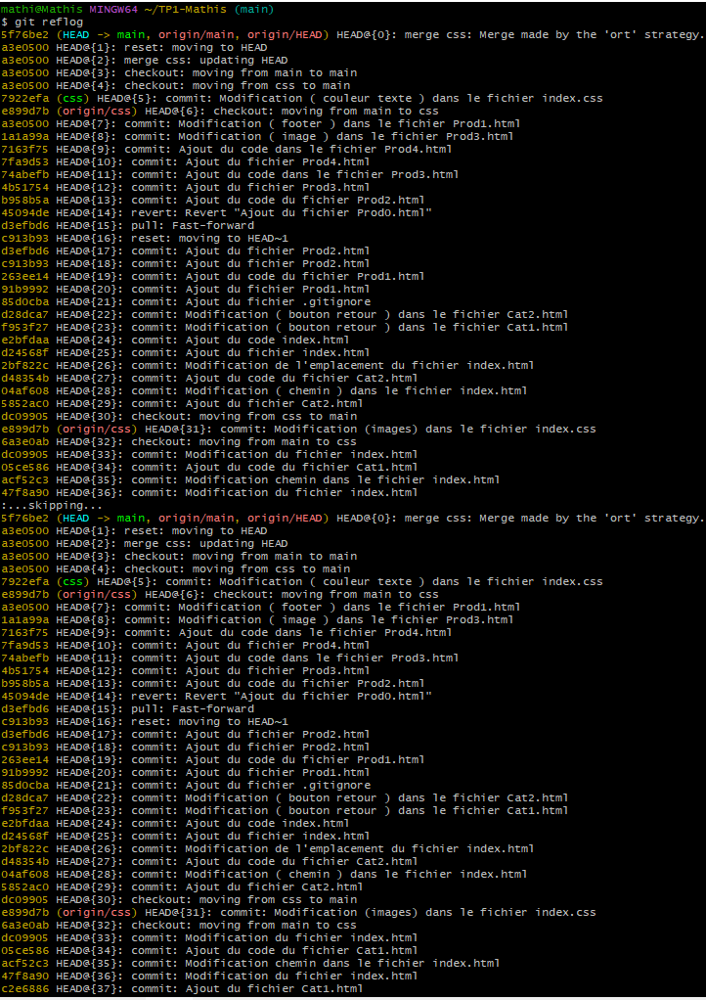 mathi@Mathis MINGW64 ~/TP1-Mathis (main)
$ git reflog
5f76be2 (HEAD -> main, origin/main, origin/HEAD) HEAD@{0}: merge css: Merge made by the 'ort' strategy.
a3e0500 HEAD@{1}: reset: moving to HEAD
a3e0500 HEAD@{2}: merge css: updating HEAD
a3e0500 HEAD@{3}: checkout: moving from main to main
a3e0500 HEAD@{4}: checkout: moving from css to main
7922efa (css) HEAD@{5}: commit: Modification ( couleur texte ) dans le fichier index.css
e899d7b (origin/css) HEAD@{6}: checkout: moving from main to css
a3e0500 HEAD@{7}: commit: Modification ( footer ) dans le fichier Prod1.html
1a1a99a HEAD@{8}: commit: Modification ( image ) dans le fichier Prod3.html
7163f75 HEAD@{9}: commit: Ajout du code dans le fichier Prod4.html
7fa9d53 HEAD@{10}: commit: Ajout du fichier Prod4.html
74abefb HEAD@{11}: commit: Ajout du code dans le fichier Prod3.html
4b51754 HEAD@{12}: commit: Ajout du fichier Prod3.html
b958b5a HEAD@{13}: commit: Ajout du code du fichier Prod2.html
45094de HEAD@{14}: revert: Revert "Ajout du fichier Prod0.html"
d3efbd6 HEAD@{15}: pull: Fast-forward
c913b93 HEAD@{16}: reset: moving to HEAD~1
d3efbd6 HEAD@{17}: commit: Ajout du fichier Prod2.html
c913b93 HEAD@{18}: commit: Ajout du fichier Prod2.html
263ee14 HEAD@{19}: commit: Ajout du code du fichier Prod1.html
91b9992 HEAD@{20}: commit: Ajout du fichier Prod1.html
85d0cba HEAD@{21}: commit: Ajout du fichier .gitignore
d28dca7 HEAD@{22}: commit: Modification ( bouton retour ) dans le fichier Cat2.html
f953f27 HEAD@{23}: commit: Modification ( bouton retour ) dans le fichier Cat1.html
e2bfdaa HEAD@{24}: commit: Ajout du code index.html
d24568f HEAD@{25}: commit: Ajout du fichier index.html
2bf822c HEAD@{26}: commit: Modification de l'emplacement du fichier index.html
d48354b HEAD@{27}: commit: Ajout du code du fichier Cat2.html
04af608 HEAD@{28}: commit: Modification ( chemin ) dans le fichier index.html
5852ac0 HEAD@{29}: commit: Ajout du fichier Cat2.html
dc09905 HEAD@{30}: checkout: moving from css to main
e899d7b (origin/css) HEAD@{31}: commit: Modification (images) dans le fichier index.css
6a3e0ab HEAD@{32}: checkout: moving from main to css
dc09905 HEAD@{33}: commit: Modification du fichier index.html
05ce586 HEAD@{34}: commit: Ajout du code du fichier Cat1.html
acf52c3 HEAD@{35}: commit: Modification chemin dans le fichier index.html
47f8a90 HEAD@{36}: commit: Modification du fichier index.html
:...skipping...
5f76be2 (HEAD -> main, origin/main, origin/HEAD) HEAD@{0}: merge css: Merge made by the 'ort' strategy.
a3e0500 HEAD@{1}: reset: moving to HEAD
a3e0500 HEAD@{2}: merge css: updating HEAD
a3e0500 HEAD@{3}: checkout: moving from main to main
a3e0500 HEAD@{4}: checkout: moving from css to main
7922efa (css) HEAD@{5}: commit: Modification ( couleur texte ) dans le fichier index.css
e899d7b (origin/css) HEAD@{6}: checkout: moving from main to css
a3e0500 HEAD@{7}: commit: Modification ( footer ) dans le fichier Prod1.html
1a1a99a HEAD@{8}: commit: Modification ( image ) dans le fichier Prod3.html
7163f75 HEAD@{9}: commit: Ajout du code dans le fichier Prod4.html
7fa9d53 HEAD@{10}: commit: Ajout du fichier Prod4.html
74abefb HEAD@{11}: commit: Ajout du code dans le fichier Prod3.html
4b51754 HEAD@{12}: commit: Ajout du fichier Prod3.html
b958b5a HEAD@{13}: commit: Ajout du code du fichier Prod2.html
45094de HEAD@{14}: revert: Revert "Ajout du fichier Prod0.html"
d3efbd6 HEAD@{15}: pull: Fast-forward
c913b93 HEAD@{16}: reset: moving to HEAD~1
d3efbd6 HEAD@{17}: commit: Ajout du fichier Prod2.html
c913b93 HEAD@{18}: commit: Ajout du fichier Prod2.html
263ee14 HEAD@{19}: commit: Ajout du code du fichier Prod1.html
91b9992 HEAD@{20}: commit: Ajout du fichier Prod1.html
85d0cba HEAD@{21}: commit: Ajout du fichier .gitignore
d28dca7 HEAD@{22}: commit: Modification ( bouton retour ) dans le fichier Cat2.html
f953f27 HEAD@{23}: commit: Modification ( bouton retour ) dans le fichier Cat1.html
e2bfdaa HEAD@{24}: commit: Ajout du code index.html
d24568f HEAD@{25}: commit: Ajout du fichier index.html
2bf822c HEAD@{26}: commit: Modification de l'emplacement du fichier index.html
d48354b HEAD@{27}: commit: Ajout du code du fichier Cat2.html
04af608 HEAD@{28}: commit: Modification ( chemin ) dans le fichier index.html
5852ac0 HEAD@{29}: commit: Ajout du fichier Cat2.html
dc09905 HEAD@{30}: checkout: moving from css to main
e899d7b (origin/css) HEAD@{31}: commit: Modification (images) dans le fichier index.css
6a3e0ab HEAD@{32}: checkout: moving from main to css
dc09905 HEAD@{33}: commit: Modification du fichier index.html
05ce586 HEAD@{34}: commit: Ajout du code du fichier Cat1.html
acf52c3 HEAD@{35}: commit: Modification chemin dans le fichier index.html
47f8a90 HEAD@{36}: commit: Modification du fichier index.html
c2e6886 HEAD@{37}: commit: Ajout du fichier Cat1.html